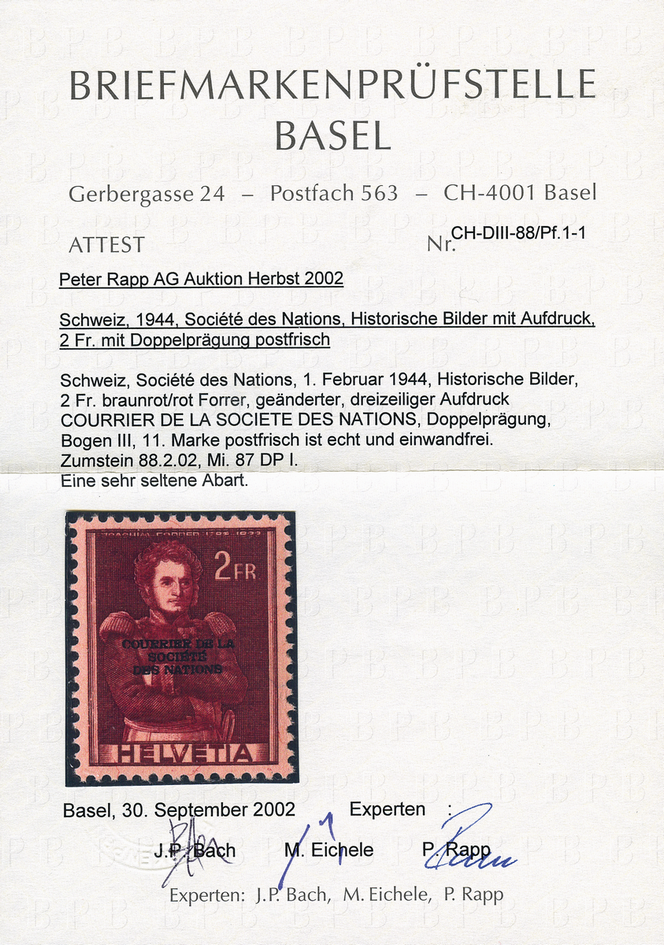 BRIEFMARKENPRÜFSTELLE
BASEL
Gerbergasse 24 – Postfach 563 – CH-4001 Basel
ATTEST Nr. CH-DIII-88/Pf.1-1
Peter Rapp AG Auktion Herbst 2002
Schweiz, 1944, Société des Nations, Historische Bilder mit Aufdruck,
2 Fr. mit Doppelprägung postfrisch
Schweiz, Société des Nations, 1. Februar 1944, Historische Bilder,
2 Fr. braunrot/rot Forrer, geänderter, dreizeiliger Aufdruck
COURRIER DE LA SOCIETE DES NATIONS, Doppelprägung,
Bogen III, 11. Marke postfrisch ist echt und einwandfrei.
Zumstein 88.2.02, Mi. 87 DP I.
Eine sehr seltene Abart.
2 FR
COURRIER DE LA
SOCIÉTÉ
DES NATIONS
HELVETIA
Basel, 30. September 2002 Experten :
J.P. Bach M. Eichele P. Rapp
Experten: J.P. Bach, M. Eichele, P. Rapp